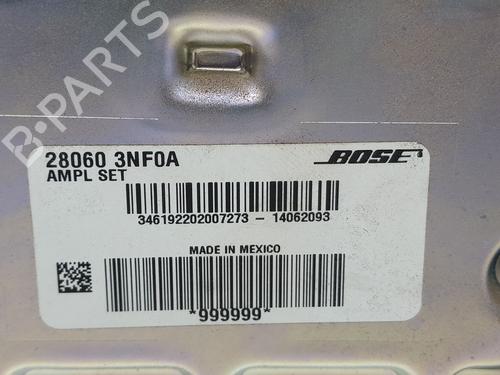 B-PARTS
28060 3NF0A
BOSE
AMPL SET
346192202007273 - 14062093
MADE IN MEXICO
*999999*